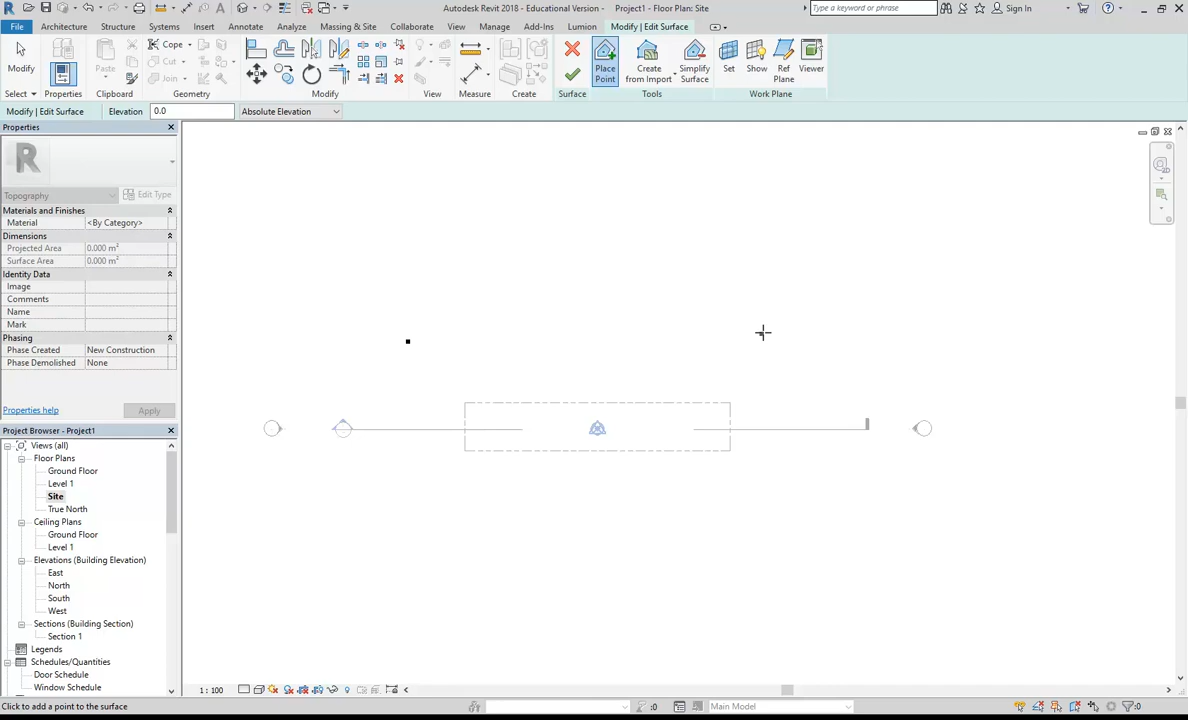 Autodesk Revit 2018 - Educational Version - Project1 - Floor Plan: Site
Type a keyword or phrase
Sign In
File Architecture Structure Systems Insert Annotate Analyze Massing & Site Collaborate View Manage Add-Ins Lumion Modify | Edit Surface
Modify
Paste
Cope
Cut
Join
Place Point
Create from Import
Simplify Surface
Set Show Ref Plane Viewer
Select Properties Clipboard Geometry Modify View Measure Create Surface Tools Work Plane
Modify | Edit Surface Elevation 0.0 Absolute Elevation
Properties
R
Topography Edit Type
Materials and Finishes
Material <By Category>
Dimensions
Projected Area 0.000 m²
Surface Area 0.000 m²
Identity Data
Image
Comments
Name
Mark
Phasing
Phase Created New Construction
Phase Demolished None
Properties help Apply
Project Browser - Project1
Views (all)
Floor Plans
Ground Floor
Level 1
Site
True North
Ceiling Plans
Ground Floor
Level 1
Elevations (Building Elevation)
East
North
South
West
Sections (Building Section)
Section 1
Legends
Schedules/Quantities
Door Schedule
Window Schedule
1 : 100
Click to add a point to the surface
:0 Main Model :0